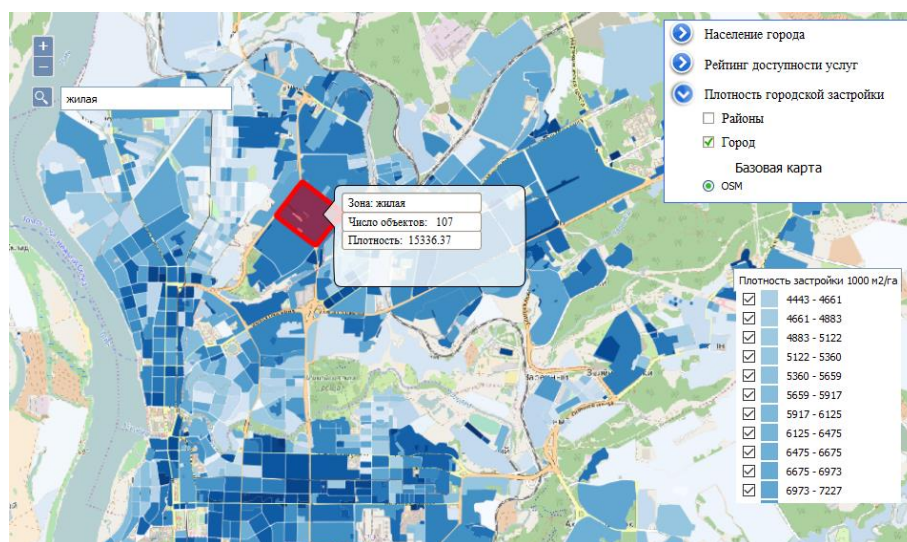 +
−
жилая
Население города
Рейтинг доступности услуг
Плотность городской застройки
Районы
Город
Базовая карта
OSM
Зона: жилая
Число объектов: 107
Плотность: 15336.37
Плотность застройки 1000 м2/га
4443 - 4661
4661 - 4883
4883 - 5122
5122 - 5360
5360 - 5659
5659 - 5917
5917 - 6125
6125 - 6475
6475 - 6675
6675 - 6973
6973 - 7227